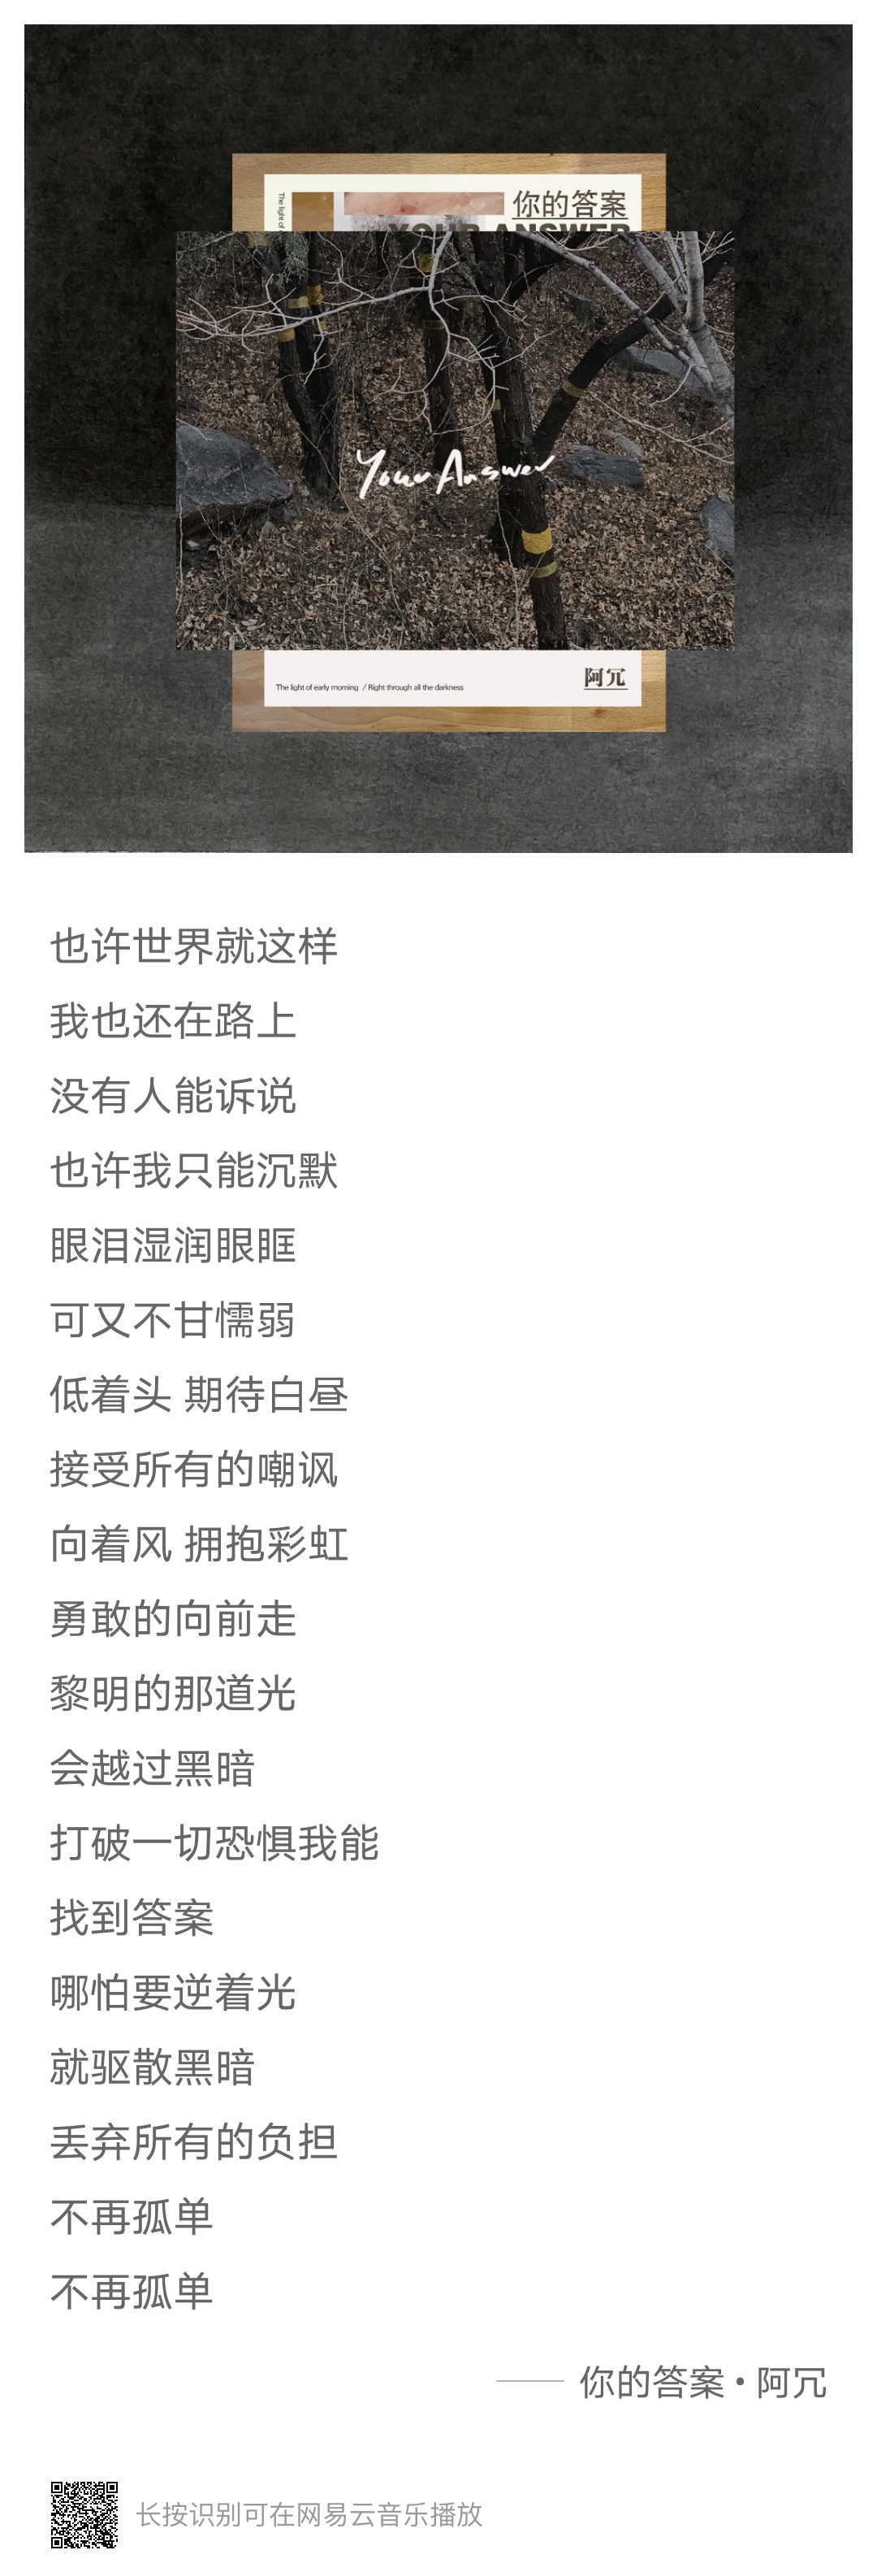 The light of
你的答案
YOUR ANSWER
Your Answer
The light of early morning / Right through all the darkness
阿冗
也许世界就这样
我也还在路上
没有人能诉说
也许我只能沉默
眼泪湿润眼眶
可又不甘懦弱
低着头 期待白昼
接受所有的嘲讽
向着风 拥抱彩虹
勇敢的向前走
黎明的那道光
会越过黑暗
打破一切恐惧我能
找到答案
哪怕要逆着光
就驱散黑暗
丢弃所有的负担
不再孤单
不再孤单
—— 你的答案 • 阿冗
长按识别可在网易云音乐播放